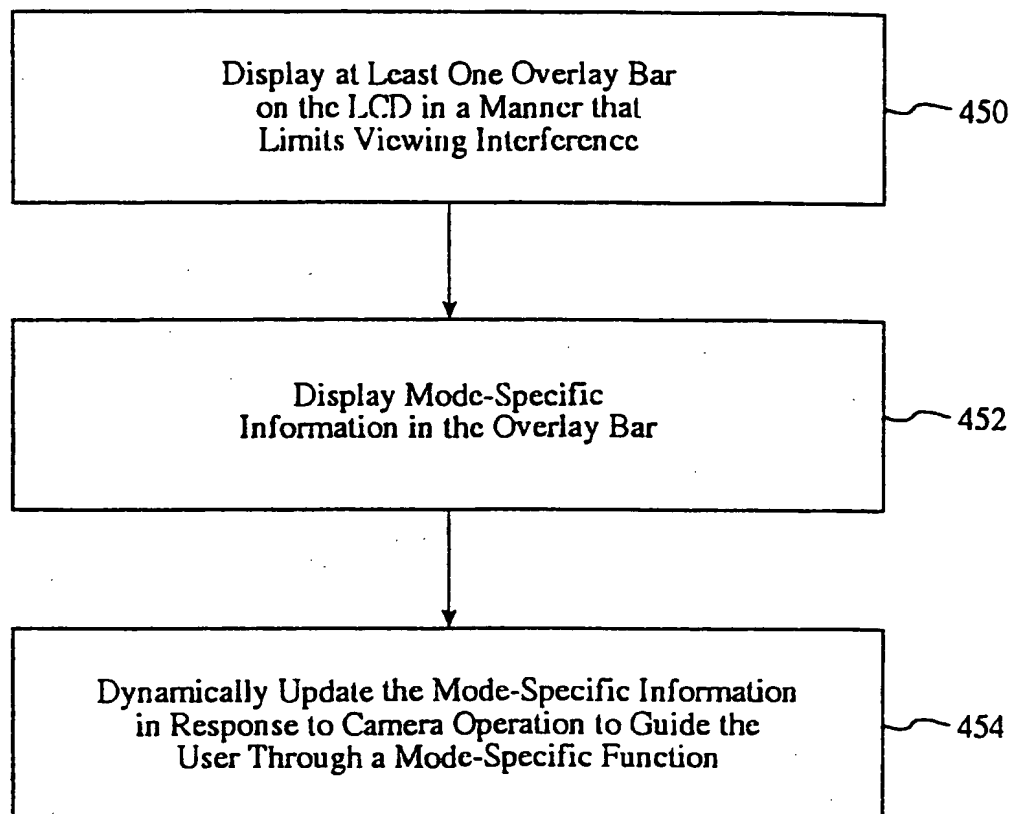 Display at Least One Overlay Bar
on the LCD in a Manner that
Limits Viewing Interference
450
Display Mode-Specific
Information in the Overlay Bar
452
Dynamically Update the Mode-Specific Information
in Response to Camera Operation to Guide the
User Through a Mode-Specific Function
454